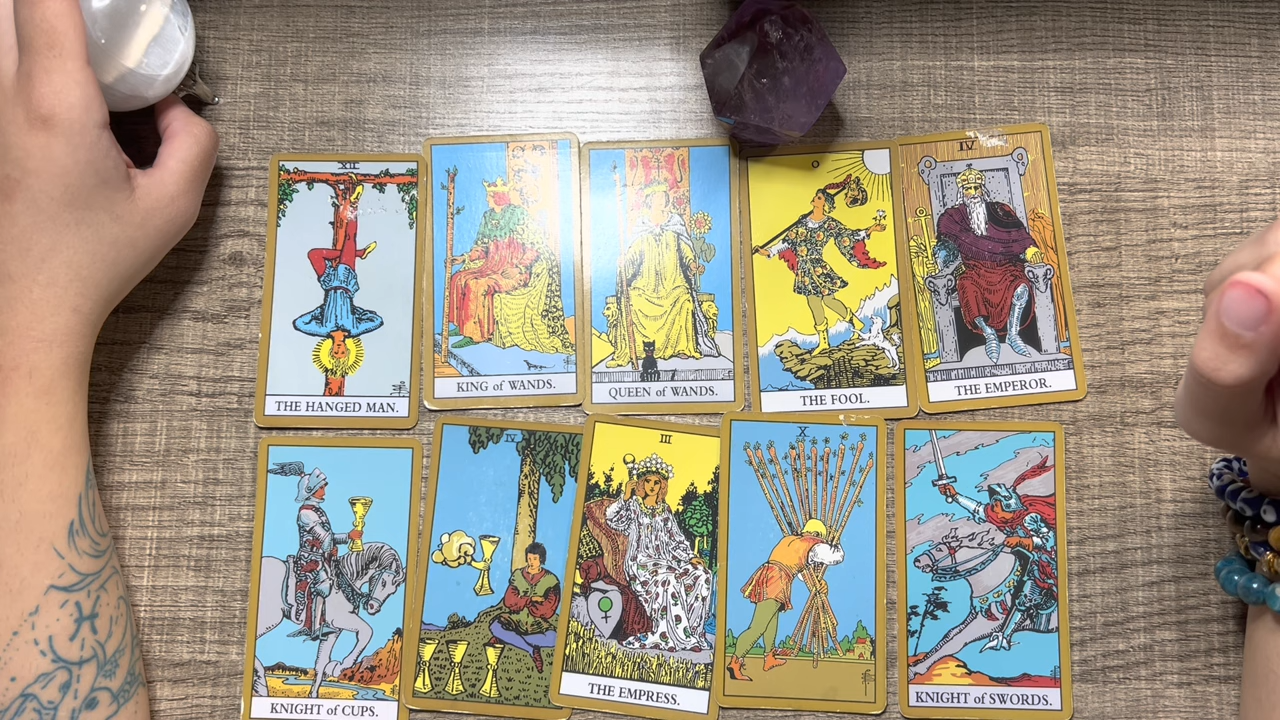 XII
THE HANGED MAN.
KING of WANDS.
QUEEN of WANDS.
0
THE FOOL.
IV
THE EMPEROR.
KNIGHT of CUPS.
IV
III
THE EMPRESS.
X
KNIGHT of SWORDS.